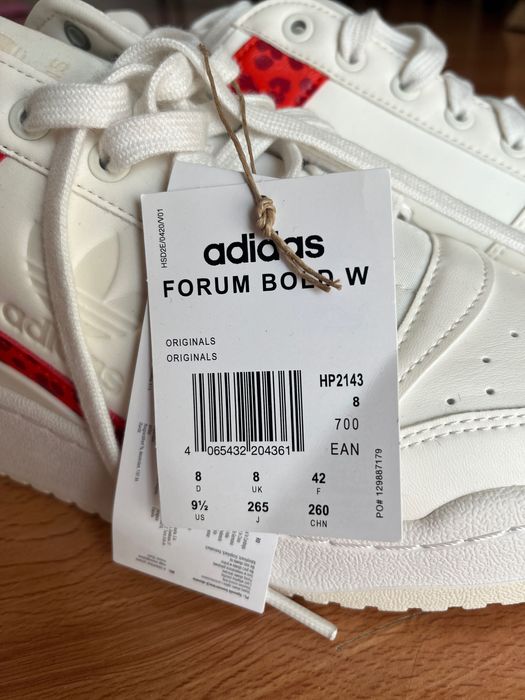 adidas
FORUM BOLD W
HSD2E/0420/V01
ORIGINALS
ORIGINALS
HP2143
8
700
EAN
4 065432 204361
8 8 42
D UK F
9½ 265 260
US J CHN
PO# 129887179
adidas